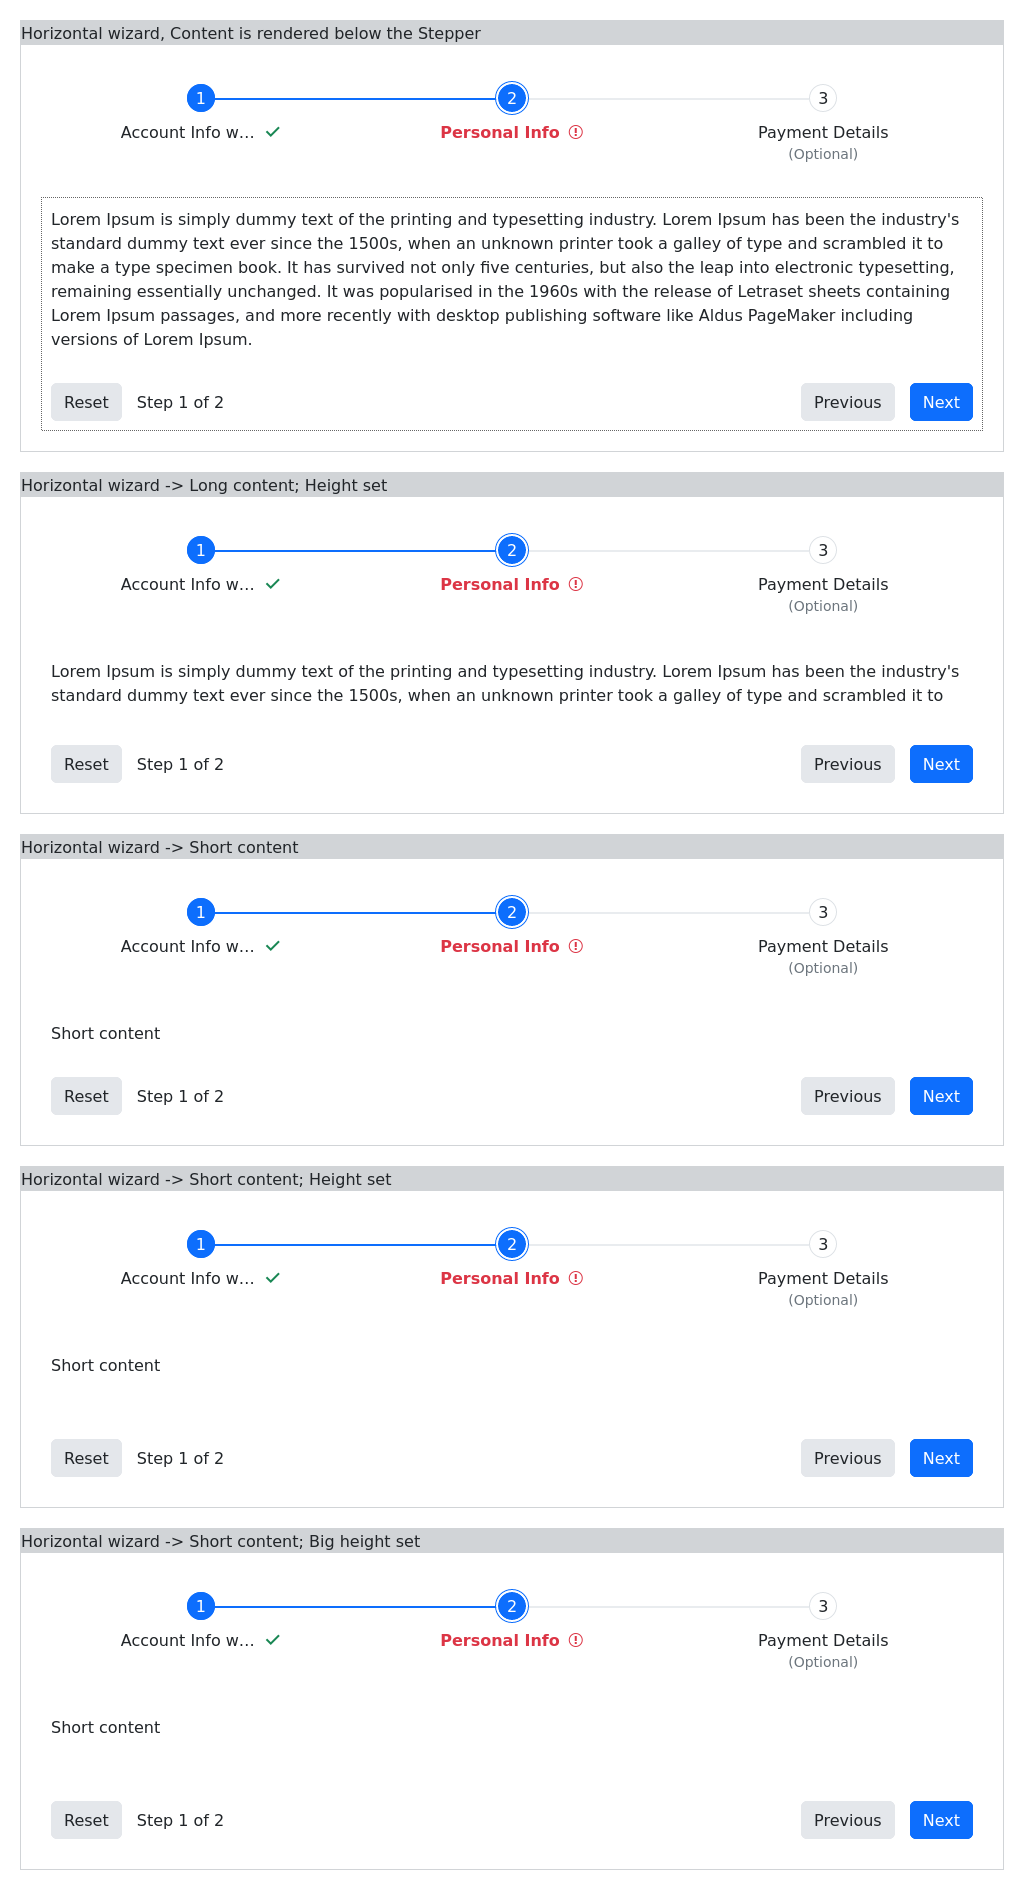 Horizontal wizard, Content is rendered below the Stepper
1 2 3
Account Info w... Personal Info Payment Details
(Optional)
Lorem Ipsum is simply dummy text of the printing and typesetting industry. Lorem Ipsum has been the industry's
standard dummy text ever since the 1500s, when an unknown printer took a galley of type and scrambled it to
make a type specimen book. It has survived not only five centuries, but also the leap into electronic typesetting,
remaining essentially unchanged. It was popularised in the 1960s with the release of Letraset sheets containing
Lorem Ipsum passages, and more recently with desktop publishing software like Aldus PageMaker including
versions of Lorem Ipsum.
Reset Step 1 of 2 Previous Next
Horizontal wizard -> Long content; Height set
1 2 3
Account Info w... Personal Info Payment Details
(Optional)
Lorem Ipsum is simply dummy text of the printing and typesetting industry. Lorem Ipsum has been the industry's
standard dummy text ever since the 1500s, when an unknown printer took a galley of type and scrambled it to
Reset Step 1 of 2 Previous Next
Horizontal wizard -> Short content
1 2 3
Account Info w... Personal Info Payment Details
(Optional)
Short content
Reset Step 1 of 2 Previous Next
Horizontal wizard -> Short content; Height set
1 2 3
Account Info w... Personal Info Payment Details
(Optional)
Short content
Reset Step 1 of 2 Previous Next
Horizontal wizard -> Short content; Big height set
1 2 3
Account Info w... Personal Info Payment Details
(Optional)
Short content
Reset Step 1 of 2 Previous Next